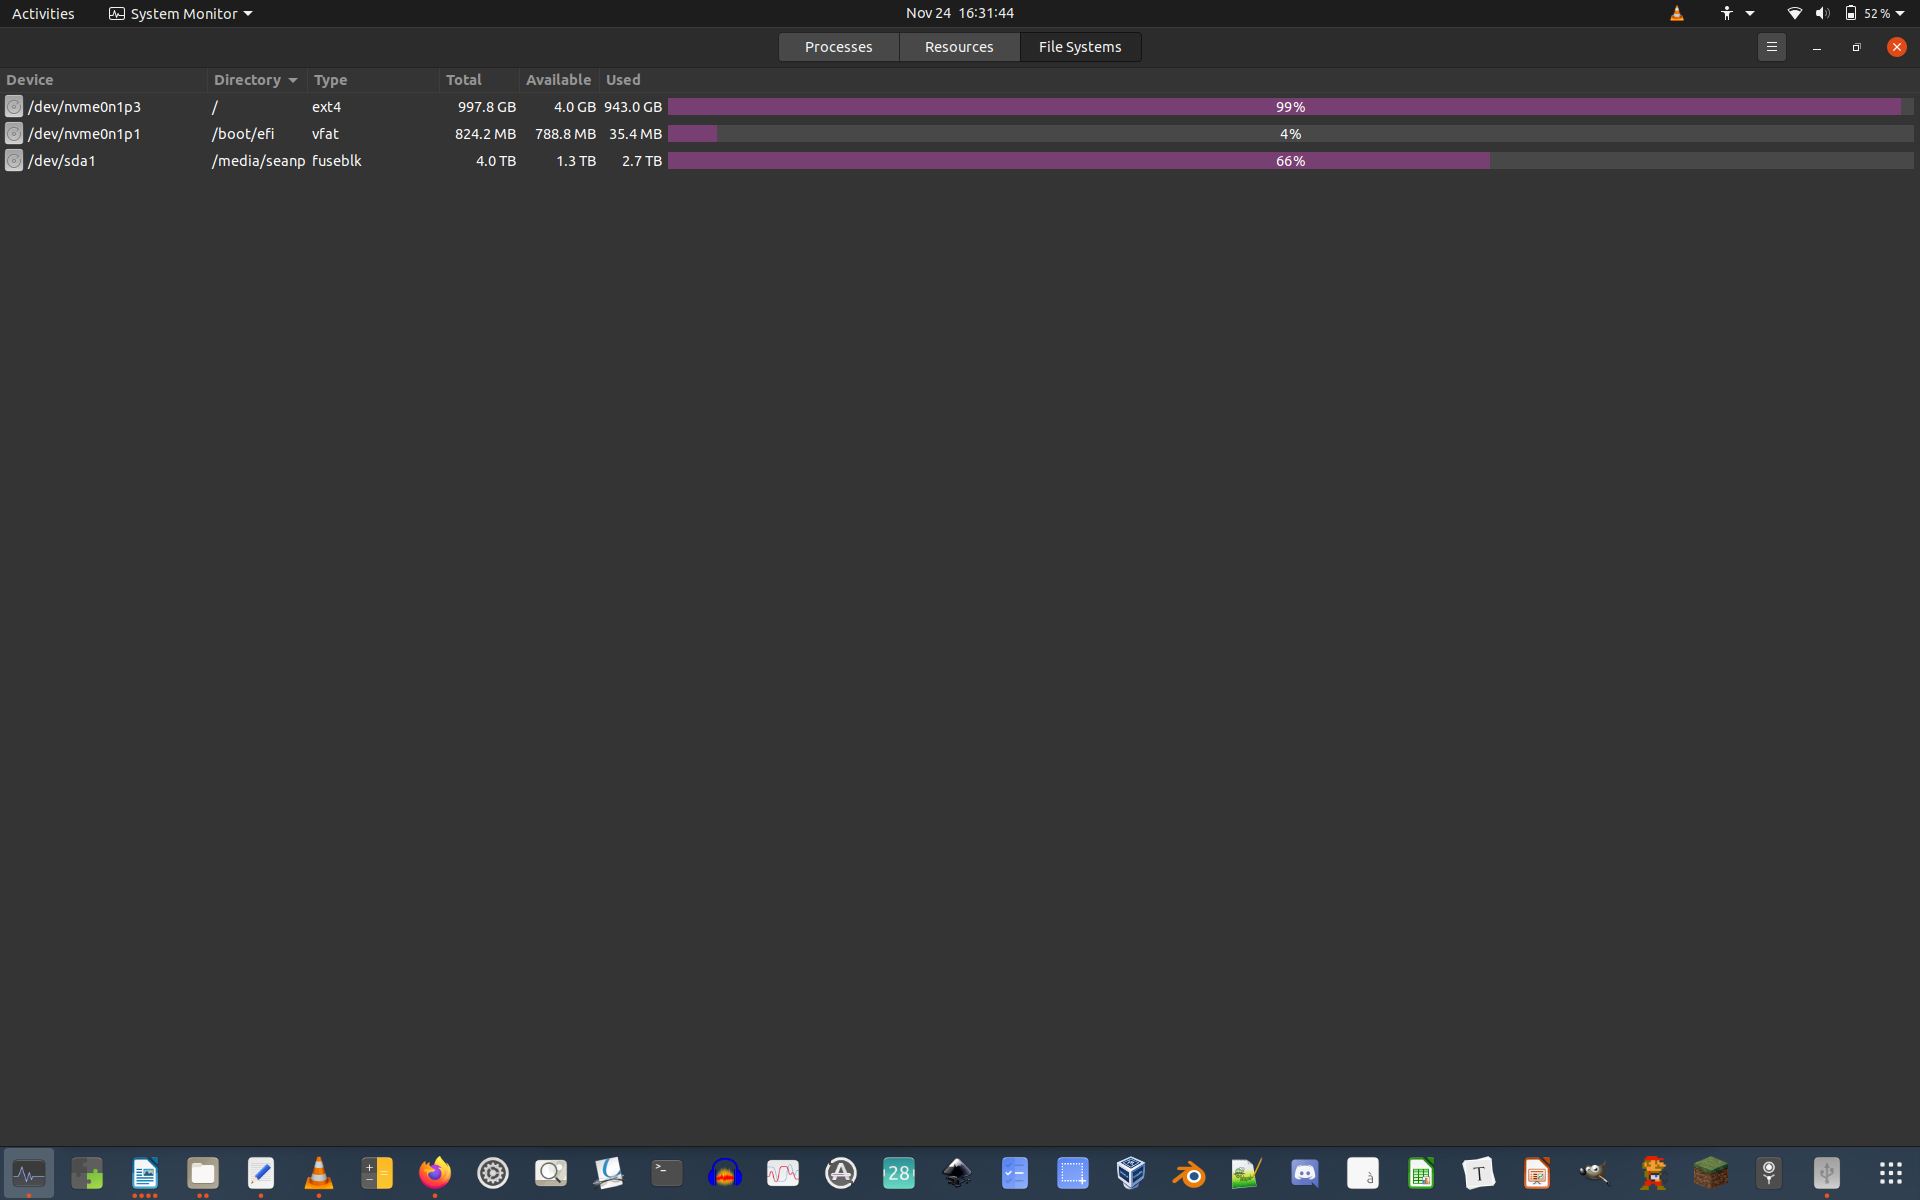 Activities System Monitor Nov 24 16:31:44 52 %
Processes Resources File Systems
Device Directory Type Total Available Used
/dev/nvme0n1p3 / ext4 997.8 GB 4.0 GB 943.0 GB 99%
/dev/nvme0n1p1 /boot/efi vfat 824.2 MB 788.8 MB 35.4 MB 4%
/dev/sda1 /media/seanp fuseblk 4.0 TB 1.3 TB 2.7 TB 66%
28 à T